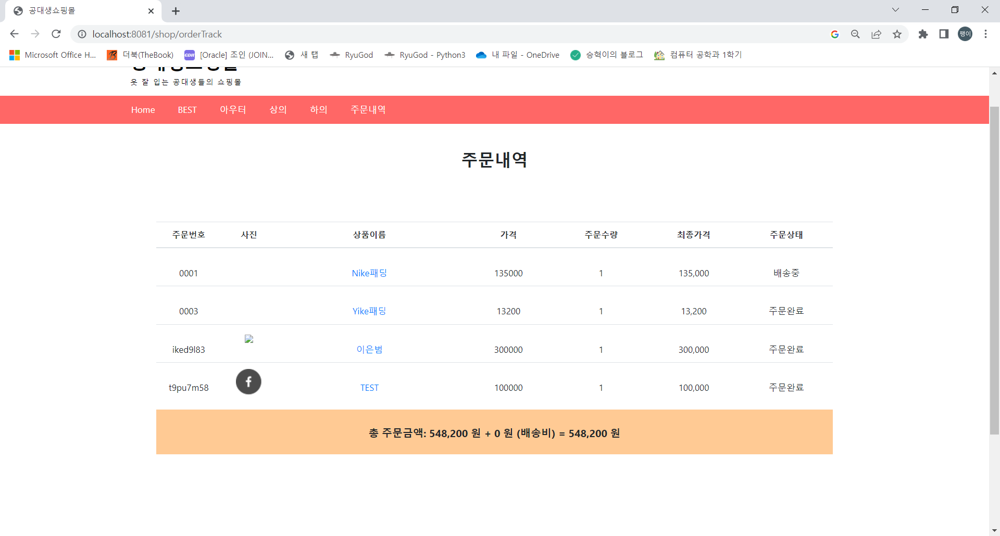 공대생쇼핑몰
localhost:8081/shop/orderTrack
팽이
Microsoft Office H... 더북(TheBook) GDH [Oracle] 조인 (JOIN... 새 탭 RyuGod RyuGod - Python3 내 파일 - OneDrive 승혁이의 블로그 컴퓨터 공학과 1학기
옷 잘 입는 공대생들의 쇼핑몰
Home BEST 아우터 상의 하의 주문내역
주문내역
주문번호 사진 상품이름 가격 주문수량 최종가격 주문상태
0001 Nike패딩 135000 1 135,000 배송중
0003 Yike패딩 13200 1 13,200 주문완료
iked9l83 이은범 300000 1 300,000 주문완료
t9pu7m58 TEST 100000 1 100,000 주문완료
총 주문금액: 548,200 원 + 0 원 (배송비) = 548,200 원